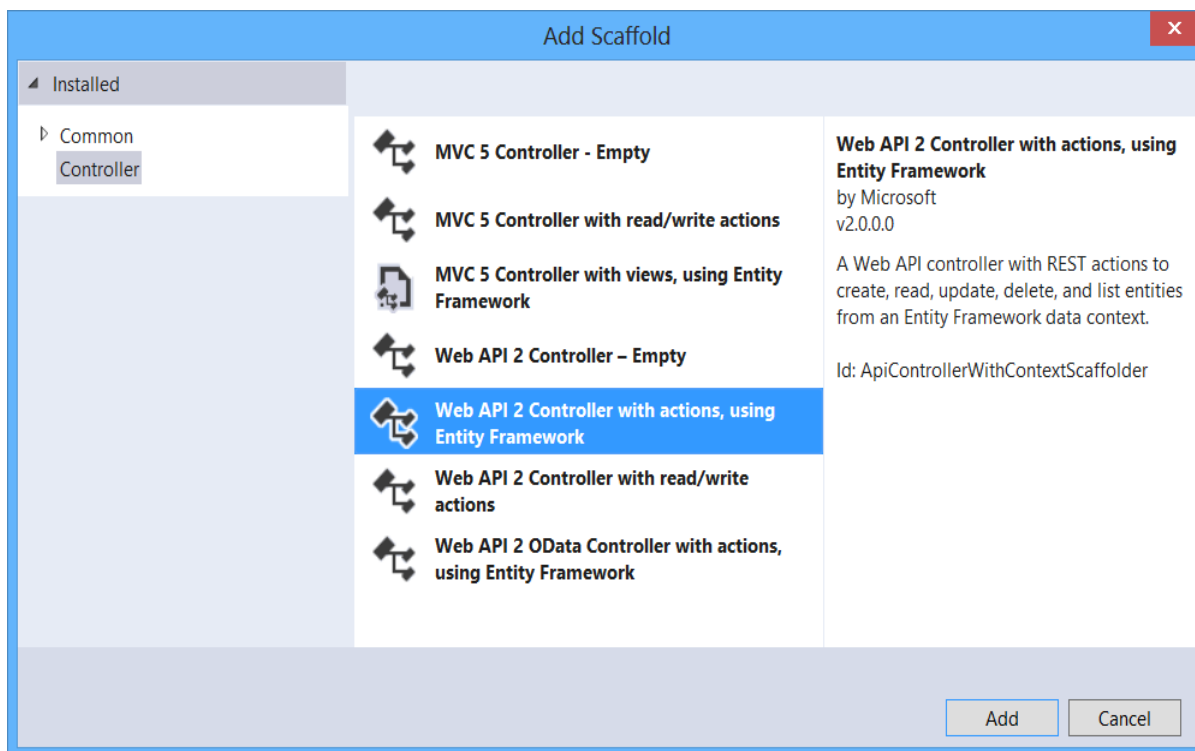 Add Scaffold
Installed
Common
Controller
MVC 5 Controller - Empty
MVC 5 Controller with read/write actions
MVC 5 Controller with views, using Entity
Framework
Web API 2 Controller – Empty
Web API 2 Controller with actions, using
Entity Framework
Web API 2 Controller with read/write
actions
Web API 2 OData Controller with actions,
using Entity Framework
Web API 2 Controller with actions, using
Entity Framework
by Microsoft
v2.0.0.0
A Web API controller with REST actions to
create, read, update, delete, and list entities
from an Entity Framework data context.
Id: ApiControllerWithContextScaffolder
Add
Cancel